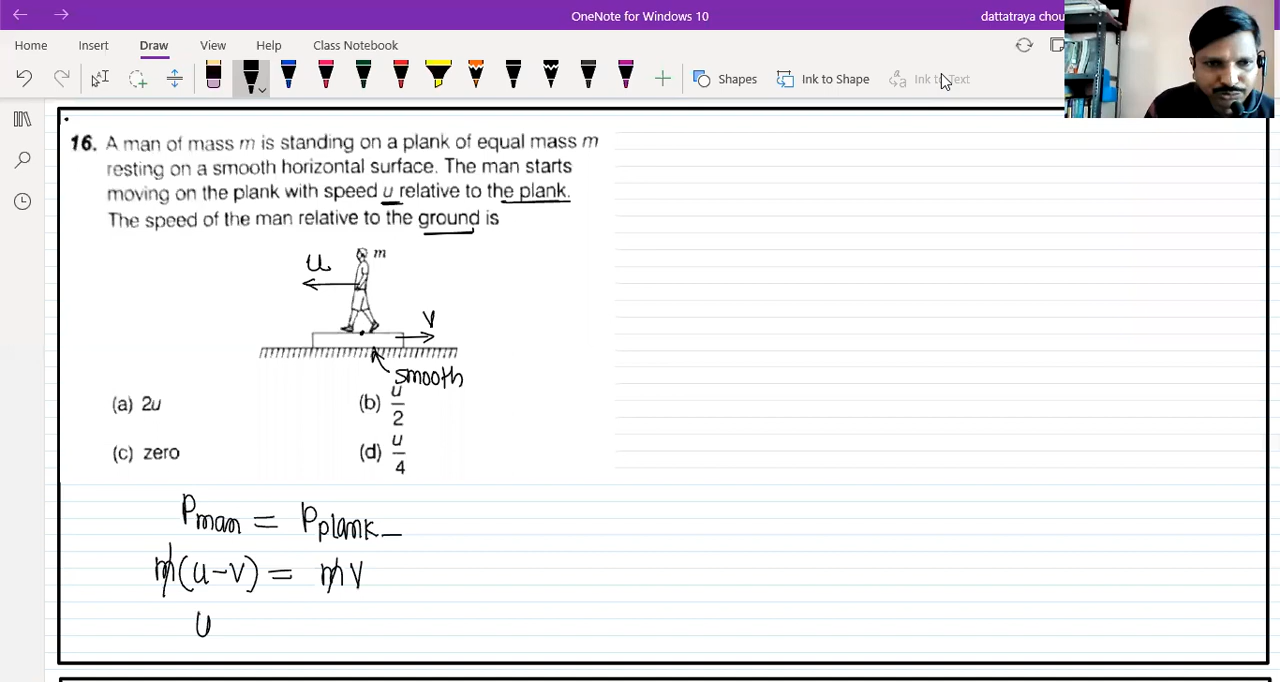 OneNote for Windows 10
dattatraya chou
Home Insert Draw View Help Class Notebook
Shapes Ink to Shape Ink to Text
16. A man of mass m is standing on a plank of equal mass m
resting on a smooth horizontal surface. The man starts
moving on the plank with speed u relative to the plank.
The speed of the man relative to the ground is
m
u
v
smooth
(a) 2u (b) u/2
(c) zero (d) u/4
Pman = Pplank
m(u-v) = mv
u